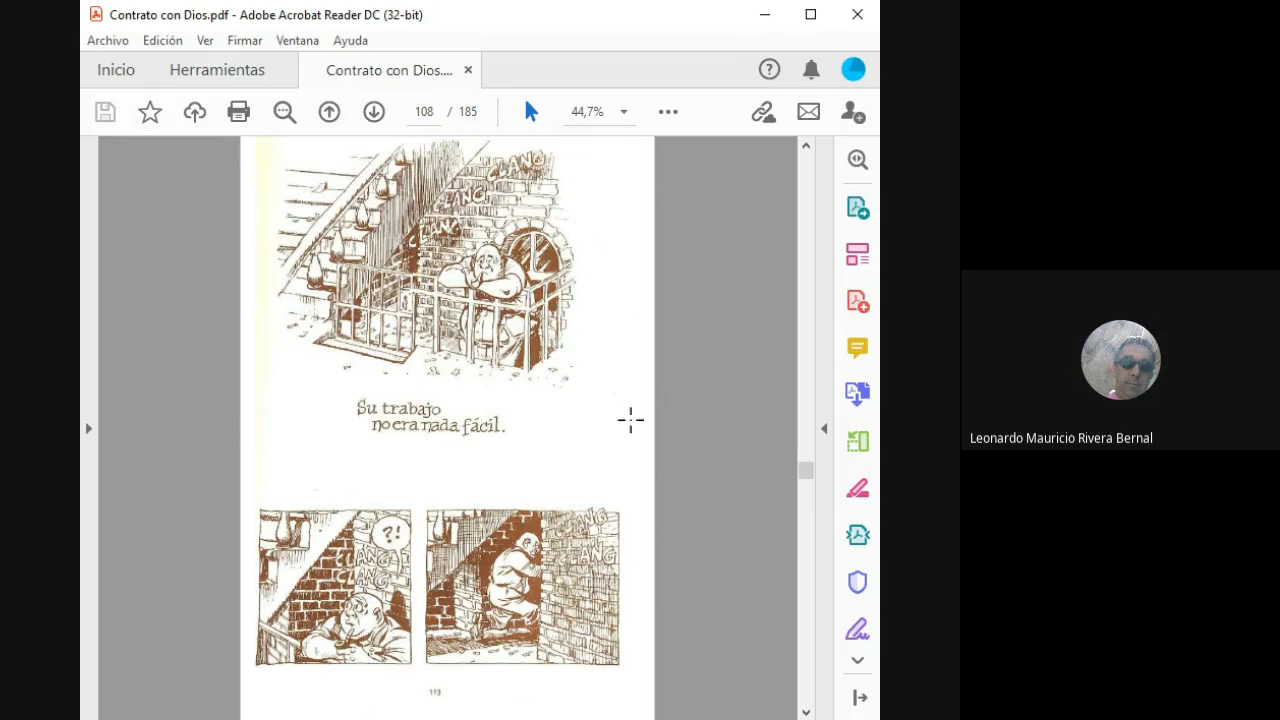 Contrato con Dios.pdf - Adobe Acrobat Reader DC (32-bit)
Archivo Edición Ver Firmar Ventana Ayuda
Inicio Herramientas Contrato con Dios....
108 / 185 44,7%
CLANG
CLANG
CLANG
Su trabajo
no era nada fácil.
?!
CLANG
CLANG
CLANG
ANG
113
Leonardo Mauricio Rivera Bernal